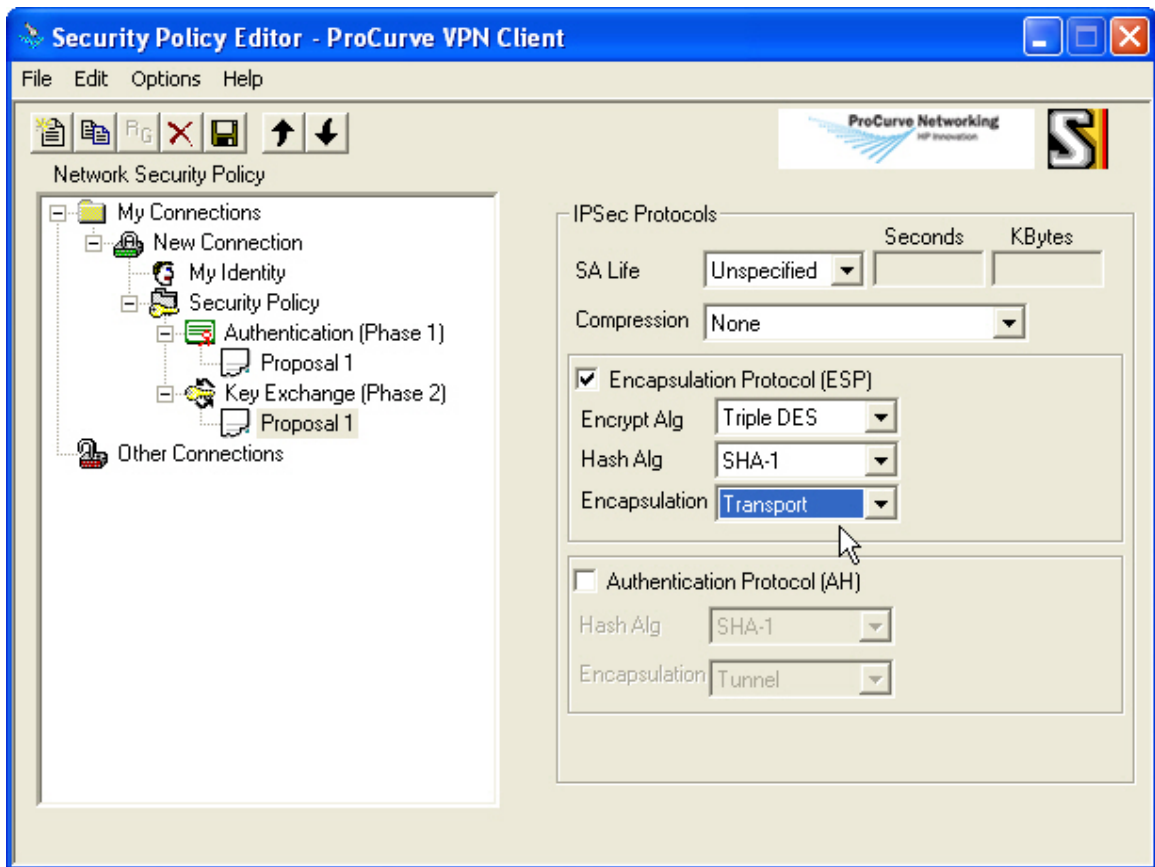 Security Policy Editor - ProCurve VPN Client
File Edit Options Help
RG
ProCurve Networking
HP Innovation
S
Network Security Policy
My Connections
New Connection
My Identity
Security Policy
Authentication (Phase 1)
Proposal 1
Key Exchange (Phase 2)
Proposal 1
Other Connections
IPSec Protocols
Seconds KBytes
SA Life Unspecified
Compression None
Encapsulation Protocol (ESP)
Encrypt Alg Triple DES
Hash Alg SHA-1
Encapsulation Transport
Authentication Protocol (AH)
Hash Alg SHA-1
Encapsulation Tunnel